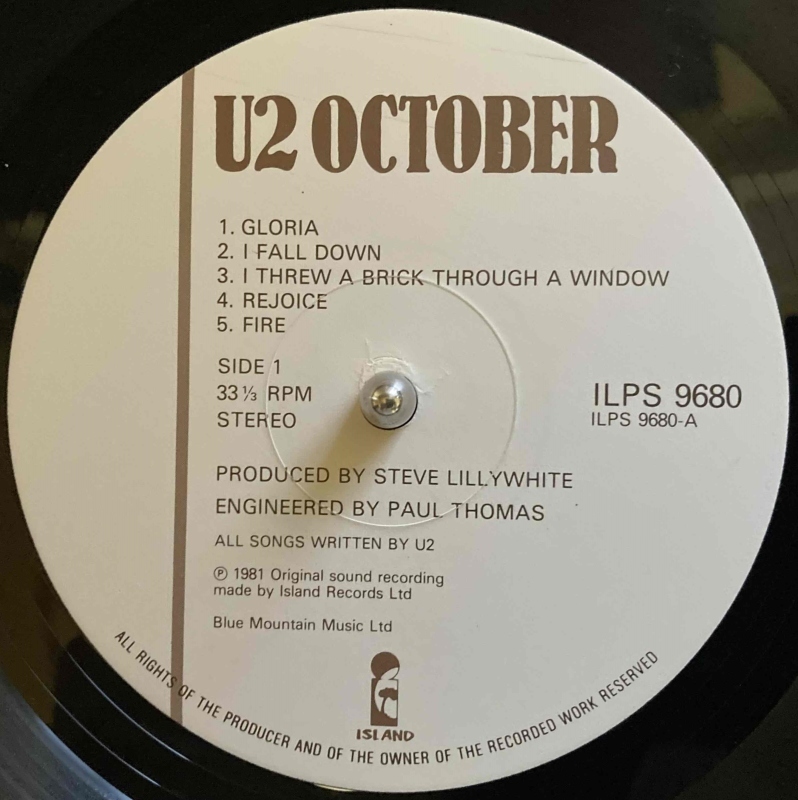 U2 OCTOBER
1. GLORIA
2. I FALL DOWN
3. I THREW A BRICK THROUGH A WINDOW
4. REJOICE
5. FIRE
SIDE 1
33⅓ RPM
STEREO
ILPS 9680
ILPS 9680-A
PRODUCED BY STEVE LILLYWHITE
ENGINEERED BY PAUL THOMAS
ALL SONGS WRITTEN BY U2
℗ 1981 Original sound recording
made by Island Records Ltd
Blue Mountain Music Ltd
ISLAND
ALL RIGHTS OF THE PRODUCER AND OF THE OWNER OF THE RECORDED WORK RESERVED